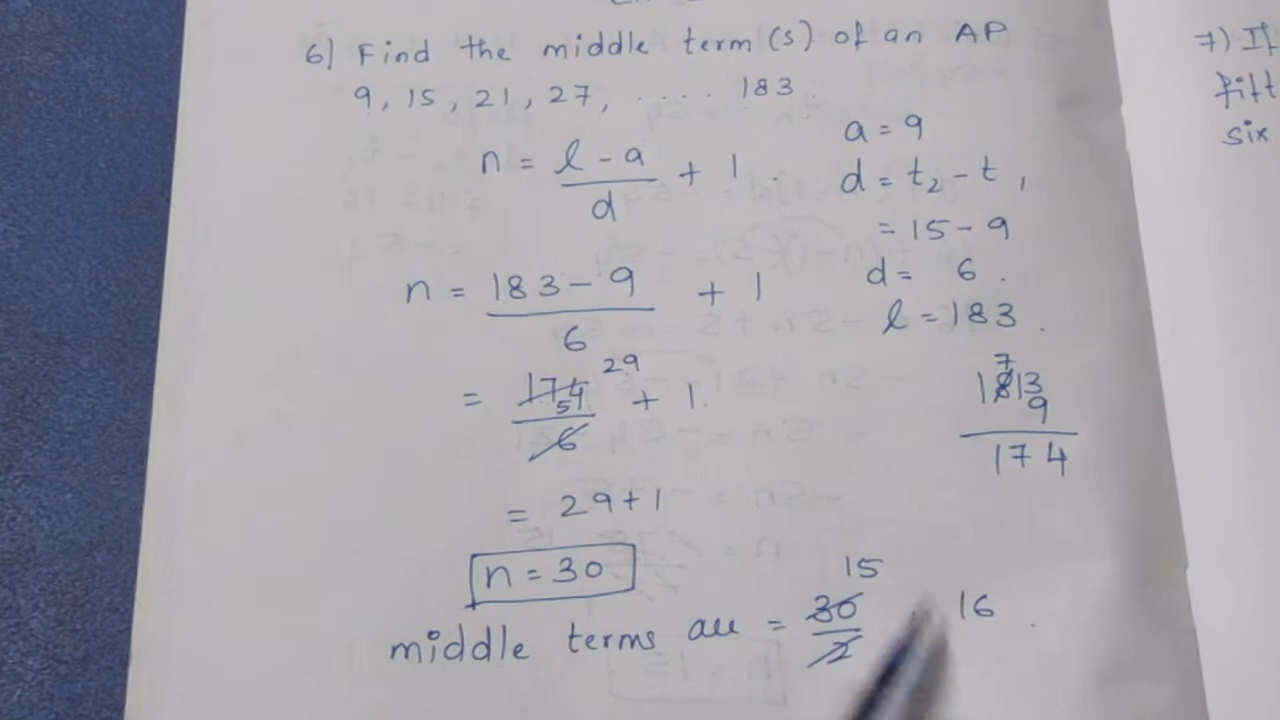 6) Find the middle term(s) of an AP
9, 15, 21, 27, ..... 183.
n = l - a / d + 1
a = 9
d = t₂ - t₁
= 15 - 9
d = 6.
l = 183.
n = 183 - 9 / 6 + 1
= 174 / 6 29 + 1.
54
7
1813
9
174
= 29 + 1
n = 30
middle terms are = 30 / 2 15 16.
7) If
fift
six